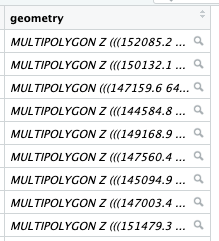 geometry
MULTIPOLYGON Z (((152085.2 ...
MULTIPOLYGON Z (((150132.1 ...
MULTIPOLYGON (((147159.6 64...
MULTIPOLYGON Z (((144584.8 ...
MULTIPOLYGON Z (((149168.9 ...
MULTIPOLYGON Z (((147560.4 ...
MULTIPOLYGON Z (((145094.9 ...
MULTIPOLYGON Z (((147003.4 ...
MULTIPOLYGON Z (((151479.3 ...